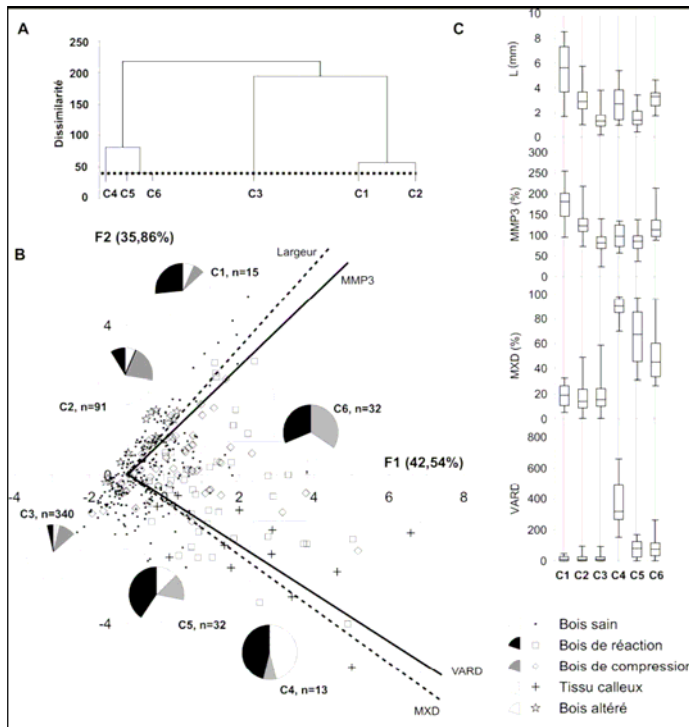 A
Dissimilarité
250
200
150
100
50
0
C4 C5 C6 C3 C1 C2
F2 (35,86%)
B
Largeur
MMP3
C1, n=15
4
C2, n=91
C6, n=32
F1 (42,54%)
0
-4 -2 0 2 4 6 8
C3, n=340
C5, n=32
-4
C4, n=13
VARD
MXD
C
L (mm)
10
8
6
4
2
0
MMP3 (%)
300
250
200
150
100
50
0
MXD (%)
100
80
60
40
20
0
VARD
800
600
400
200
0
C1 C2 C3 C4 C5 C6
Bois sain
Bois de réaction
Bois de compression
Tissu calleux
Bois altéré